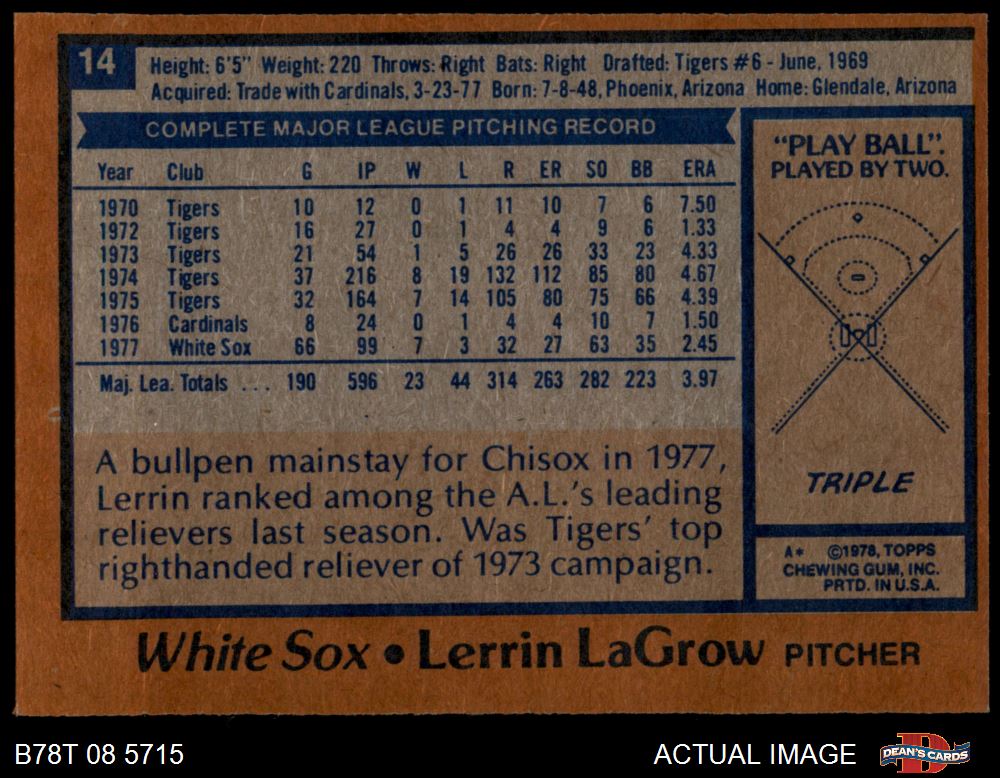 14
Height: 6'5" Weight: 220 Throws: Right Bats: Right Drafted: Tigers #6 - June, 1969
Acquired: Trade with Cardinals, 3-23-77 Born: 7-8-48, Phoenix, Arizona Home: Glendale, Arizona
COMPLETE MAJOR LEAGUE PITCHING RECORD
Year Club G IP W L R ER SO BB ERA
1970 Tigers 10 12 0 1 11 10 7 6 7.50
1972 Tigers 16 27 0 1 4 4 9 6 1.33
1973 Tigers 21 54 1 5 26 26 33 23 4.33
1974 Tigers 37 216 8 19 132 112 85 80 4.67
1975 Tigers 32 164 7 14 105 80 75 66 4.39
1976 Cardinals 8 24 0 1 4 4 10 7 1.50
1977 White Sox 66 99 7 3 32 27 63 35 2.45
Maj. Lea. Totals ... 190 596 23 44 314 263 282 223 3.97
A bullpen mainstay for Chisox in 1977,
Lerrin ranked among the A.L.'s leading
relievers last season. Was Tigers' top
righthanded reliever of 1973 campaign.
"PLAY BALL".
PLAYED BY TWO.
TRIPLE
A* ©1978, TOPPS
CHEWING GUM, INC.
PRTD. IN U.S.A.
White Sox • Lerrin LaGrow PITCHER
B78T 08 5715
ACTUAL IMAGE
D
DEAN'S CARDS